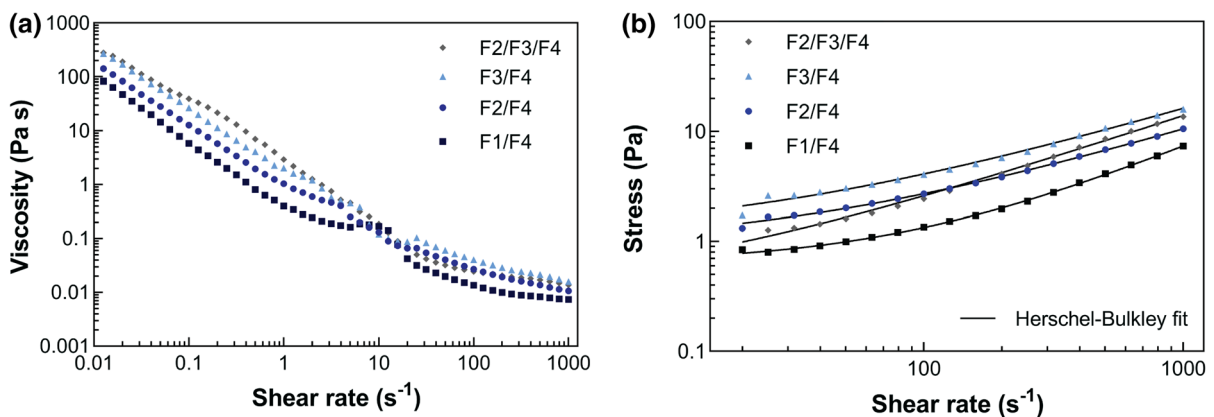 (a)
1000
100
10
1
0.1
0.01
0.001
Viscosity (Pa s)
0.01 0.1 1 10 100 1000
Shear rate (s⁻¹)
F2/F3/F4
F3/F4
F2/F4
F1/F4
(b)
100
10
1
0.1
Stress (Pa)
100 1000
Shear rate (s⁻¹)
F2/F3/F4
F3/F4
F2/F4
F1/F4
Herschel-Bulkley fit